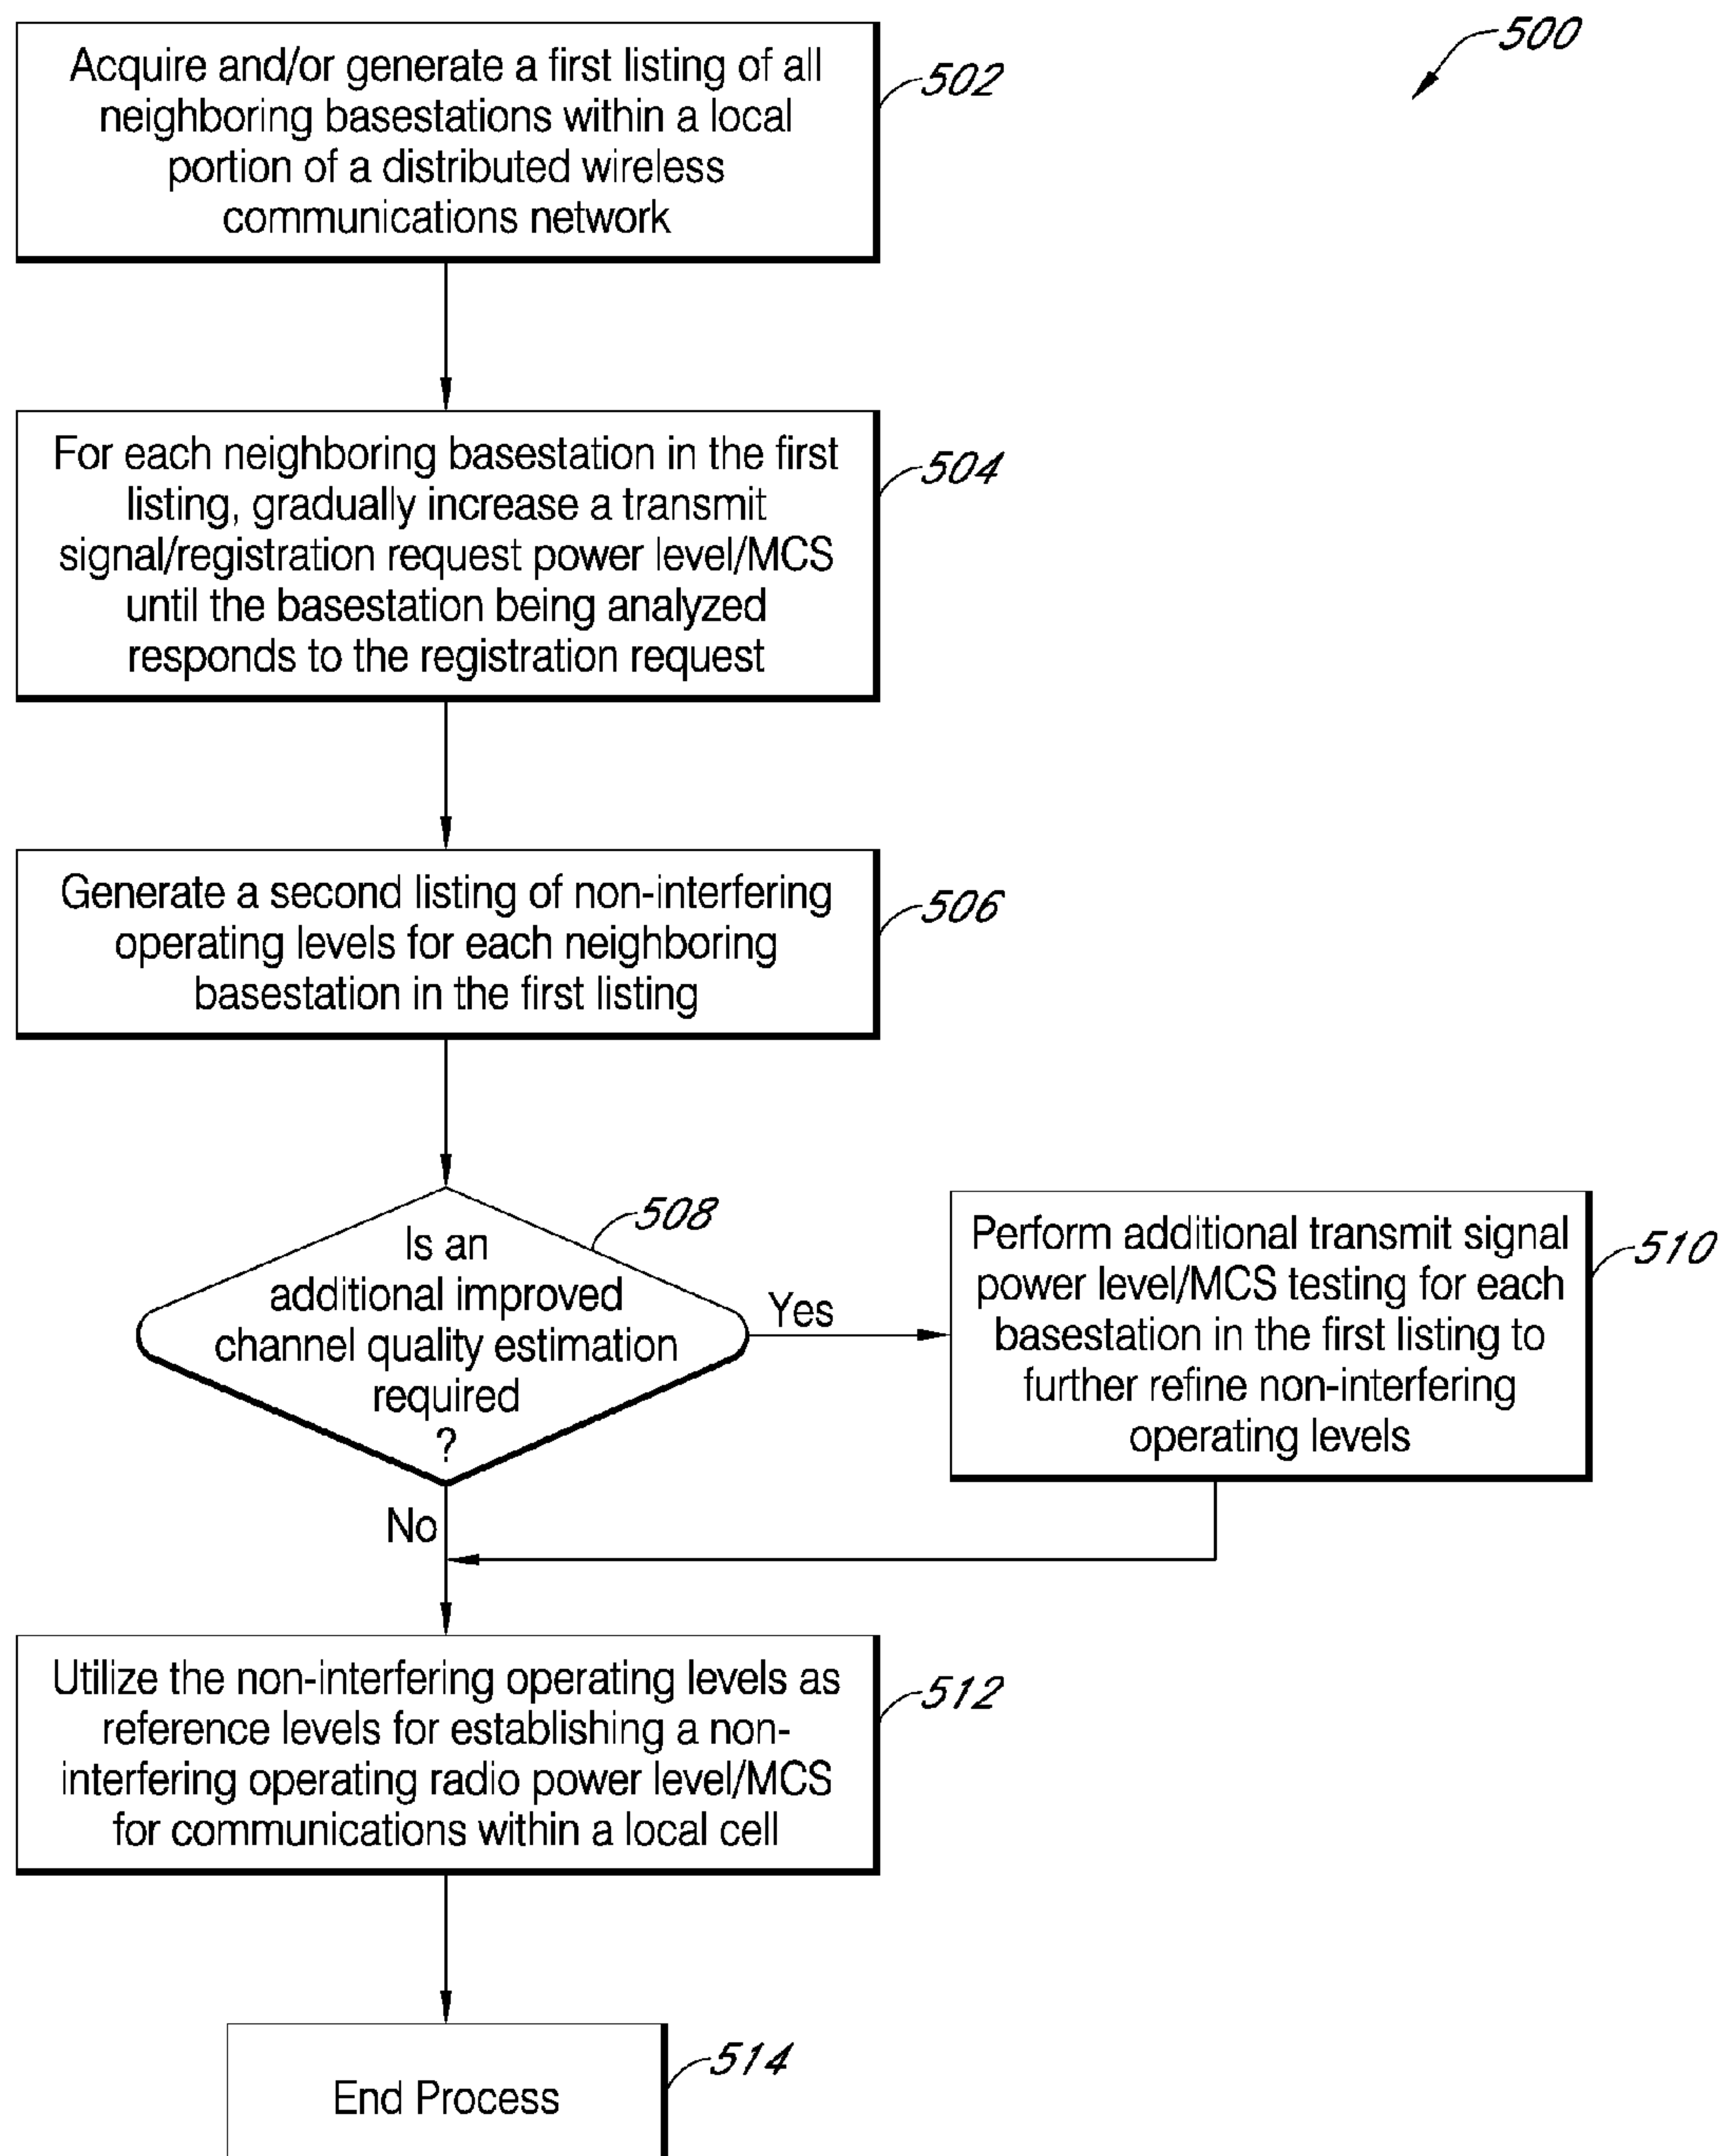 500
Acquire and/or generate a first listing of all
neighboring basestations within a local
portion of a distributed wireless
communications network
502
For each neighboring basestation in the first
listing, gradually increase a transmit
signal/registration request power level/MCS
until the basestation being analyzed
responds to the registration request
504
Generate a second listing of non-interfering
operating levels for each neighboring
basestation in the first listing
506
Is an
additional improved
channel quality estimation
required
?
508
Yes
Perform additional transmit signal
power level/MCS testing for each
basestation in the first listing to
further refine non-interfering
operating levels
510
No
Utilize the non-interfering operating levels as
reference levels for establishing a non-
interfering operating radio power level/MCS
for communications within a local cell
512
End Process
514